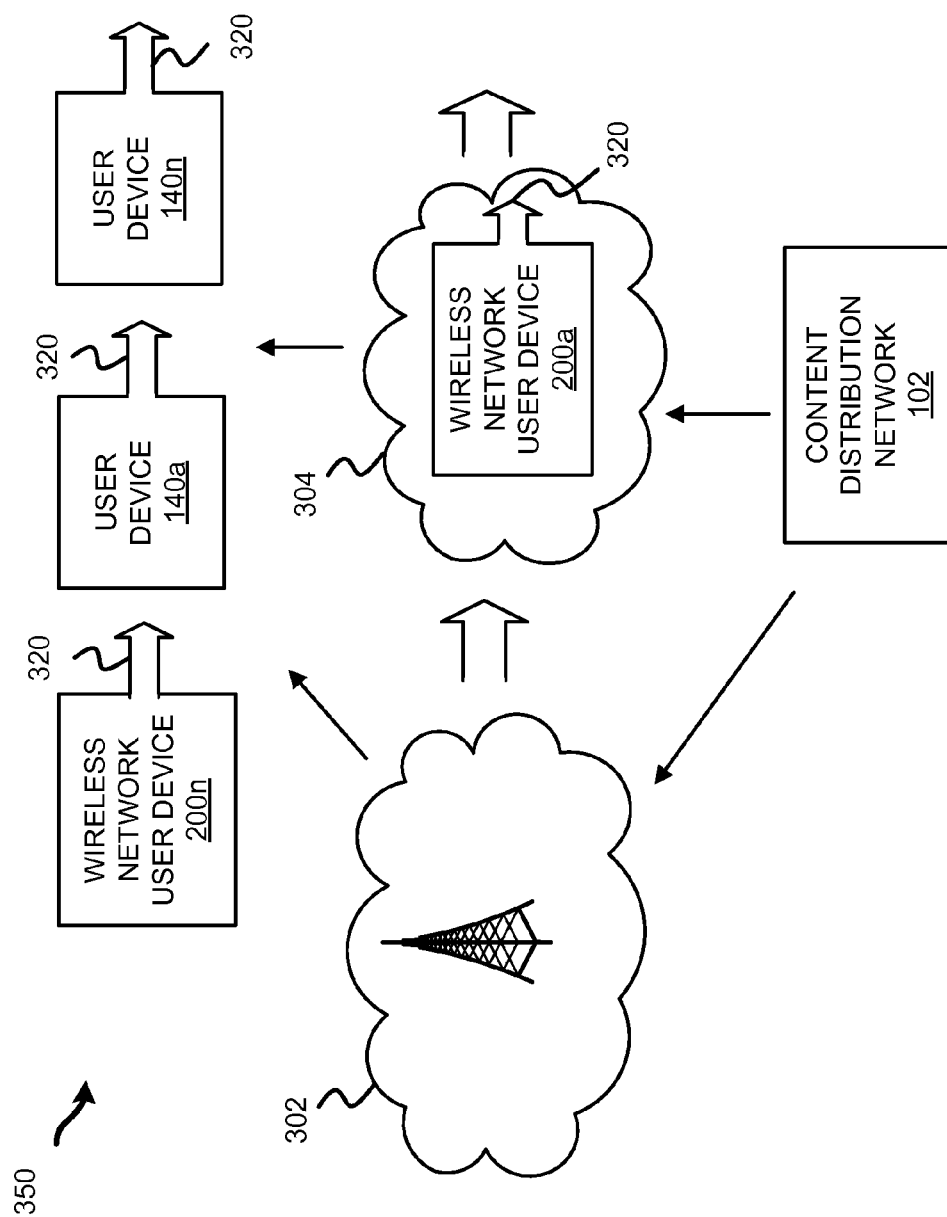 350
WIRELESS
NETWORK
USER DEVICE
200n
320
USER
DEVICE
140a
320
USER
DEVICE
140n
320
302
304
WIRELESS
NETWORK
USER DEVICE
200a
320
CONTENT
DISTRIBUTION
NETWORK
102